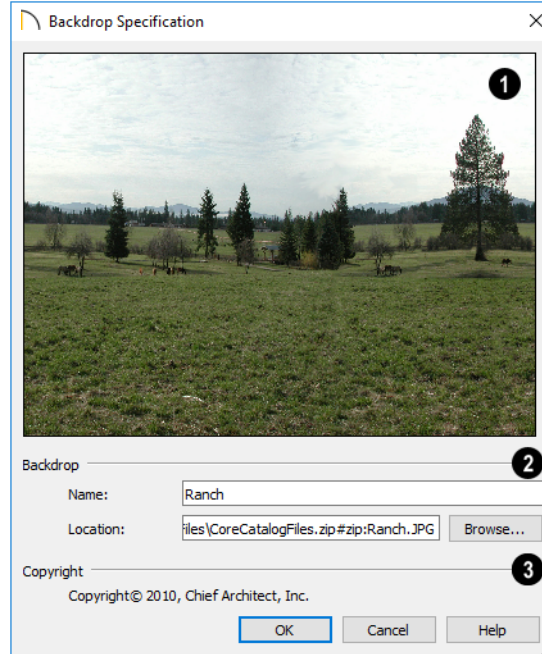 Backdrop Specification
1
Backdrop
2
Name: Ranch
Location: Files\CoreCatalogFiles.zip#zip:Ranch.JPG Browse...
Copyright
3
Copyright© 2010, Chief Architect, Inc.
OK Cancel Help